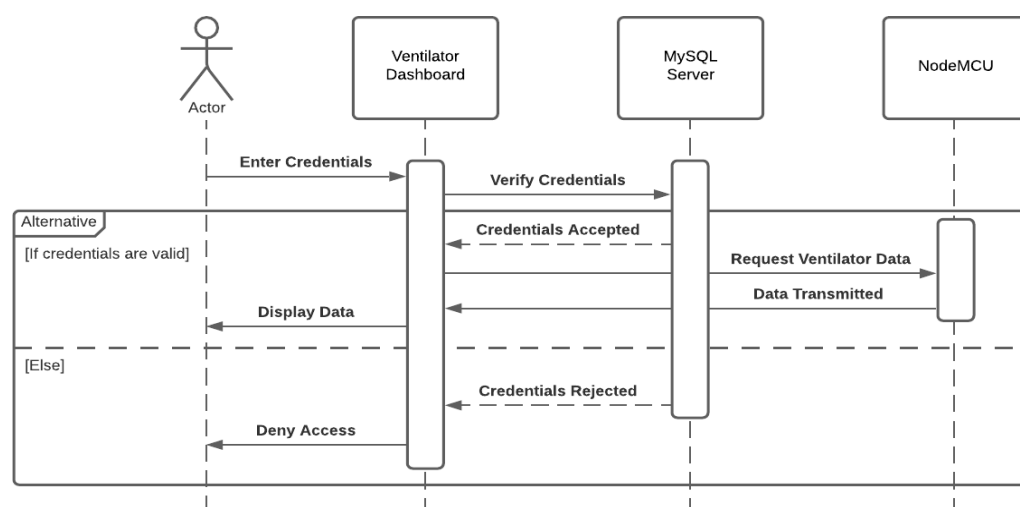 Ventilator
Dashboard
MySQL
Server
NodeMCU
Actor
Enter Credentials
Verify Credentials
Alternative
Credentials Accepted
[If credentials are valid]
Request Ventilator Data
Data Transmitted
Display Data
[Else]
Credentials Rejected
Deny Access